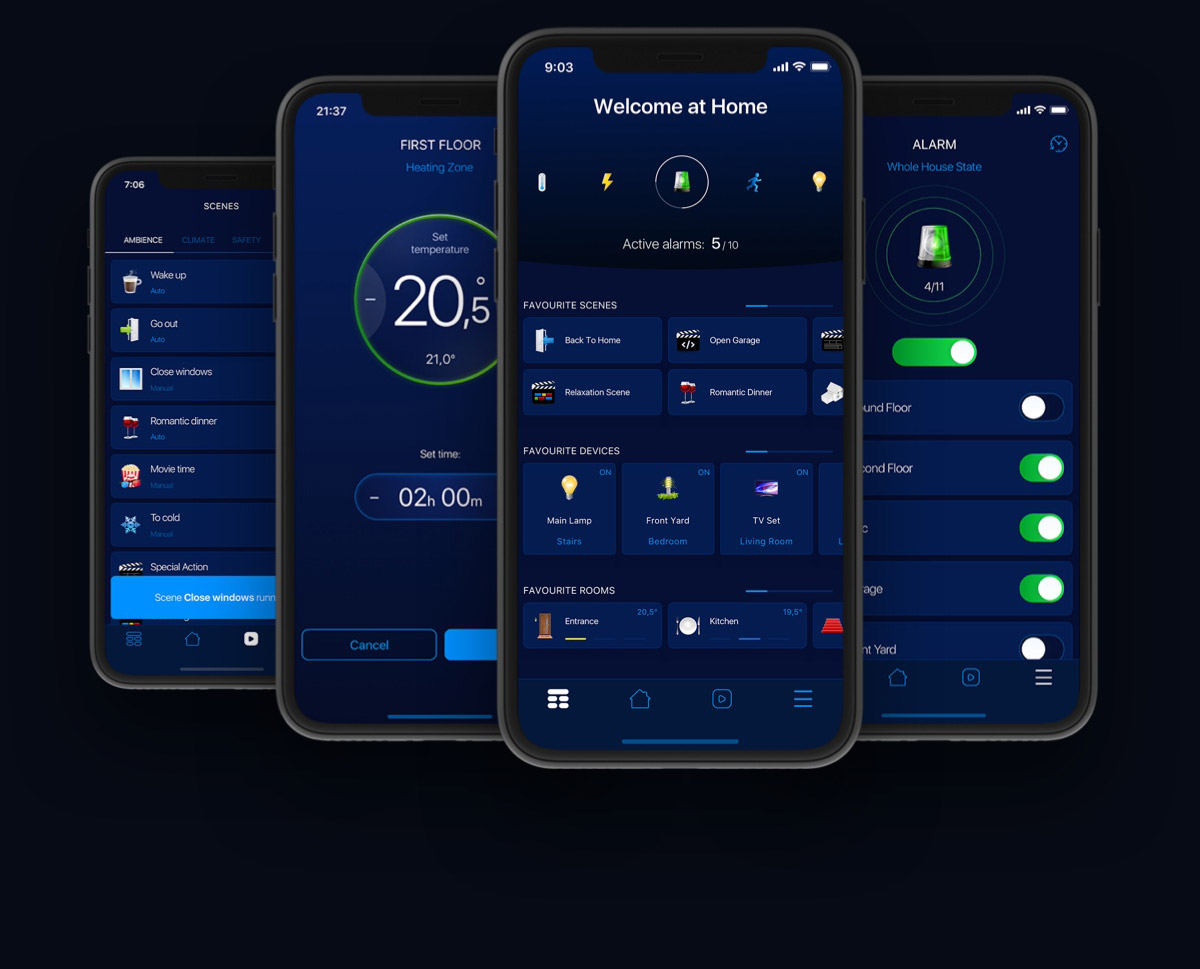 7:06
SCENES
AMBIENCE CLIMATE SAFETY
Wake up
Auto
Go out
Auto
Close windows
Manual
Romantic dinner
Auto
Movie time
Manual
To cold
Manual
Special Action
Scene Close windows runn
21:37
FIRST FLOOR
Heating Zone
Set
temperature
− 20,5°
21,0°
Set time:
− 02h 00m
Cancel
9:03
Welcome at Home
Active alarms: 5 / 10
FAVOURITE SCENES
Back To Home
Open Garage
Relaxation Scene
Romantic Dinner
FAVOURITE DEVICES
ON ON ON
Main Lamp Front Yard TV Set
Stairs Bedroom Living Room L
FAVOURITE ROOMS
20,5° 19,5°
Entrance Kitchen
ALARM
Whole House State
4/11
und Floor
ond Floor
c
age
nt Yard